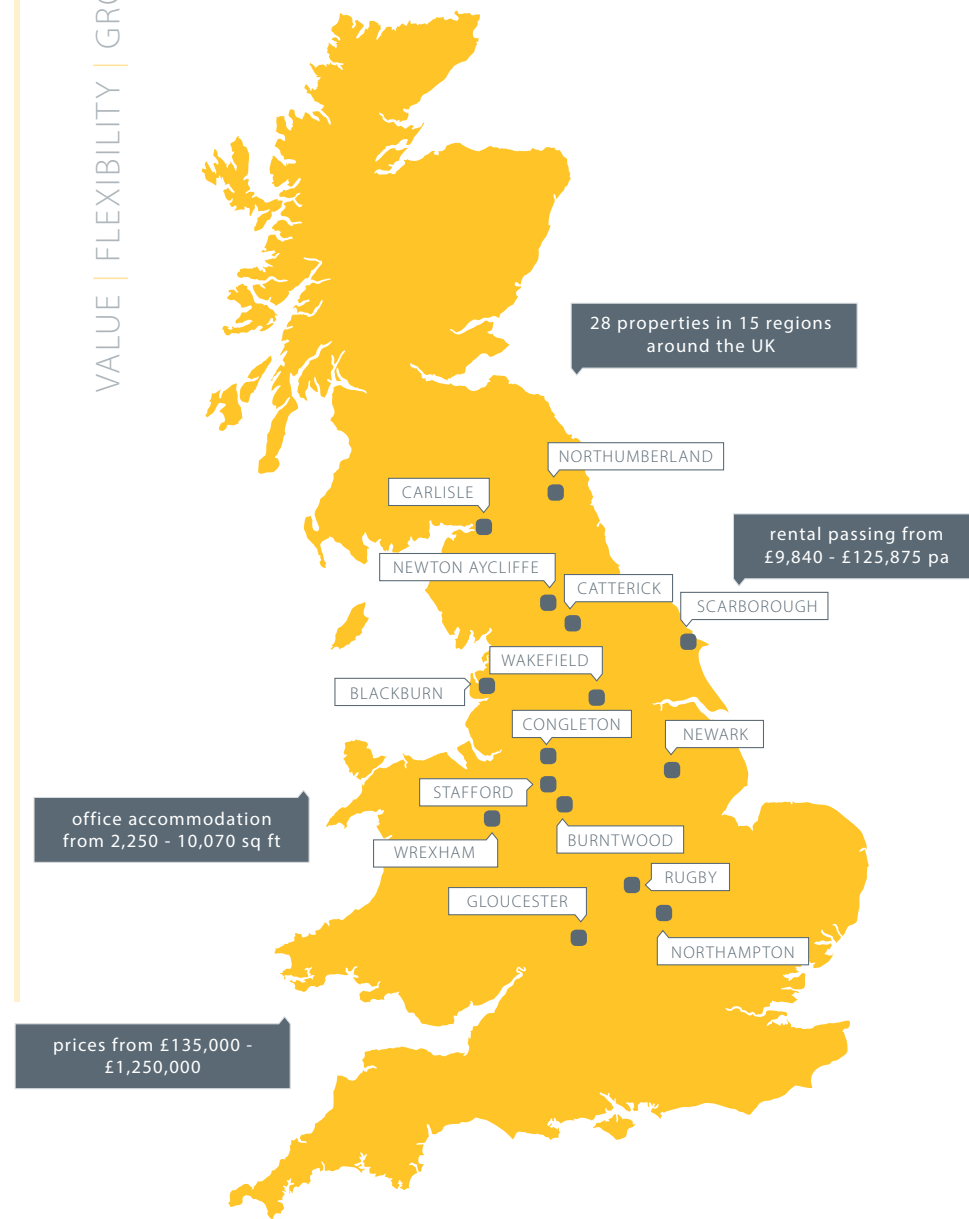 VALUE | FLEXIBILITY |
28 properties in 15 regions
around the UK
NORTHUMBERLAND
CARLISLE
rental passing from
£9,840 - £125,875 pa
NEWTON AYCLIFFE
CATTERICK
SCARBOROUGH
WAKEFIELD
BLACKBURN
CONGLETON
NEWARK
STAFFORD
office accommodation
from 2,250 - 10,070 sq ft
BURNTWOOD
WREXHAM
RUGBY
GLOUCESTER
NORTHAMPTON
prices from £135,000 -
£1,250,000